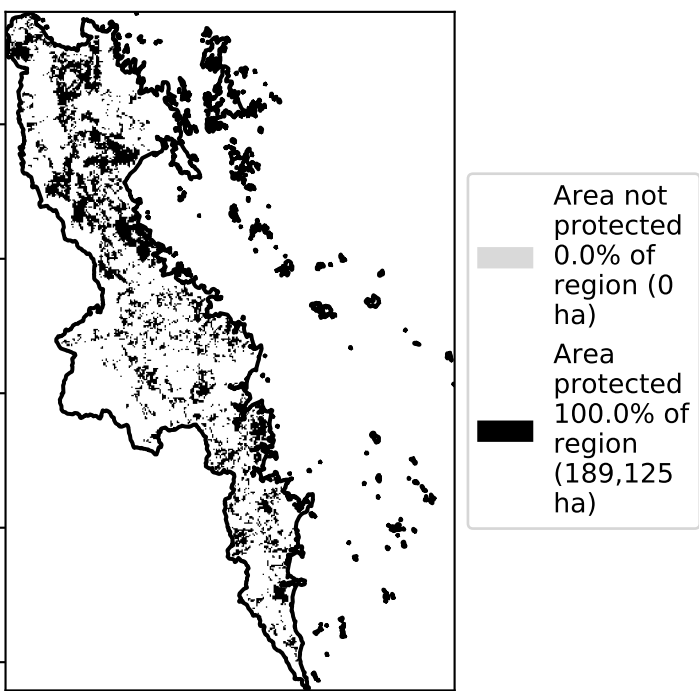 Area not
protected
0.0% of
region (0
ha)
Area
protected
100.0% of
region
(189,125
ha)